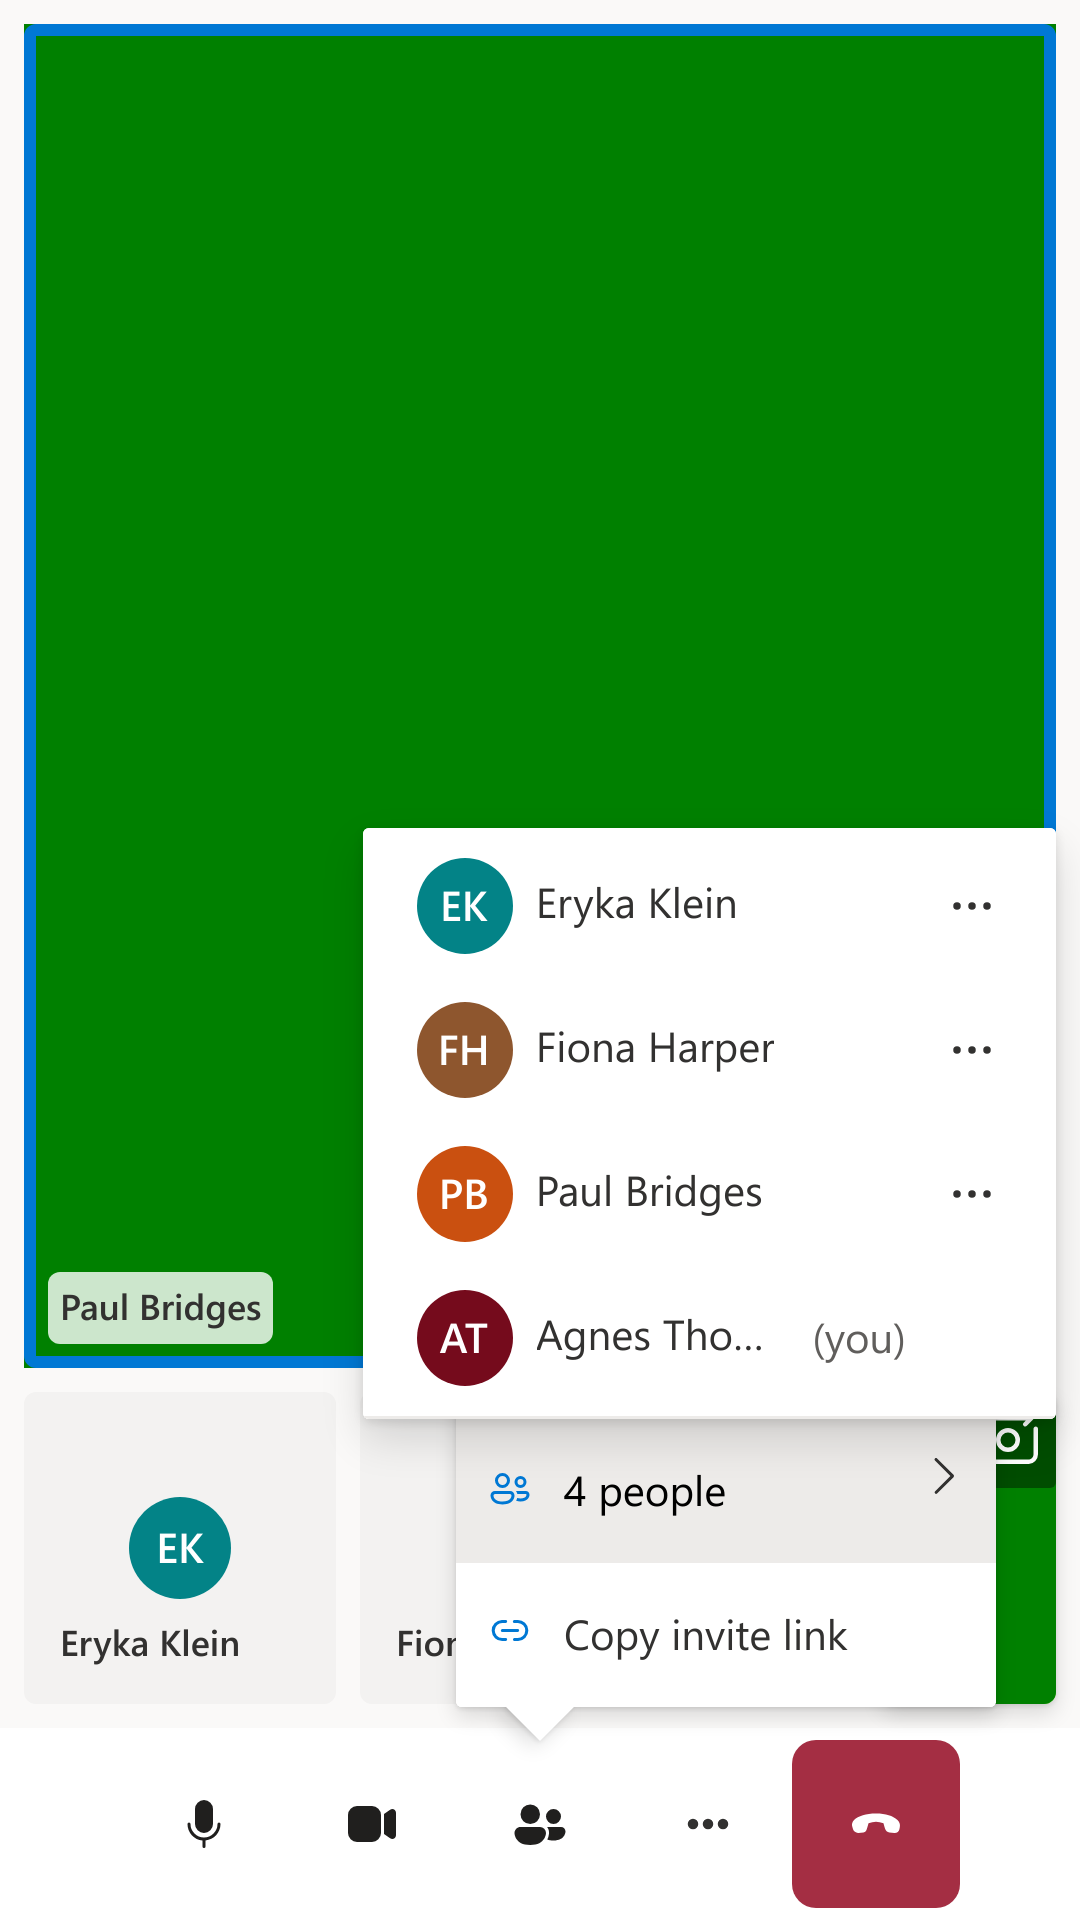 EK Eryka Klein
FH Fiona Harper
PB Paul Bridges
AT Agnes Tho... (you)
Paul Bridges
4 people
Copy invite link
EK
Eryka Klein
Fior